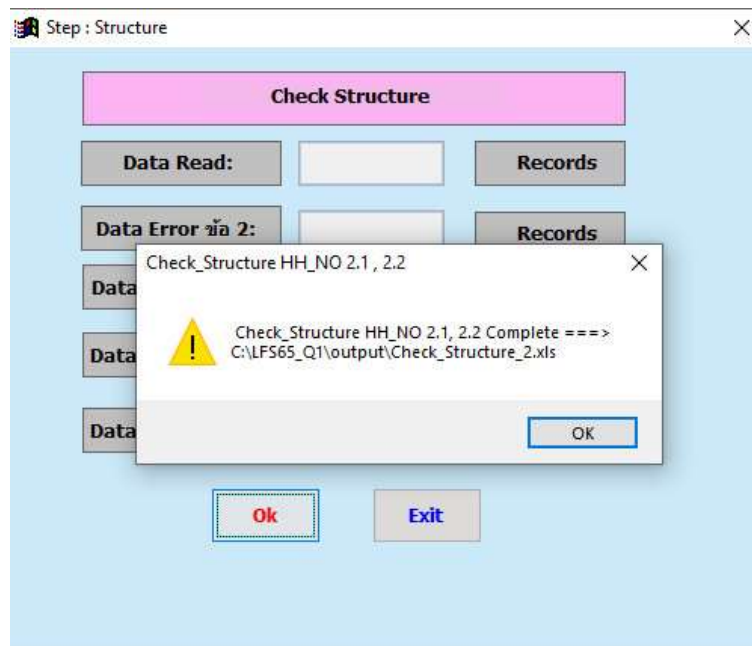 Step : Structure
Check Structure
Data Read:
Records
Data Error ข้อ 2:
Records
Check_Structure HH_NO 2.1 , 2.2
Data
Check_Structure HH_NO 2.1, 2.2 Complete ===>
C:\LFS65_Q1\output\Check_Structure_2.xls
Data
Data
OK
Ok
Exit